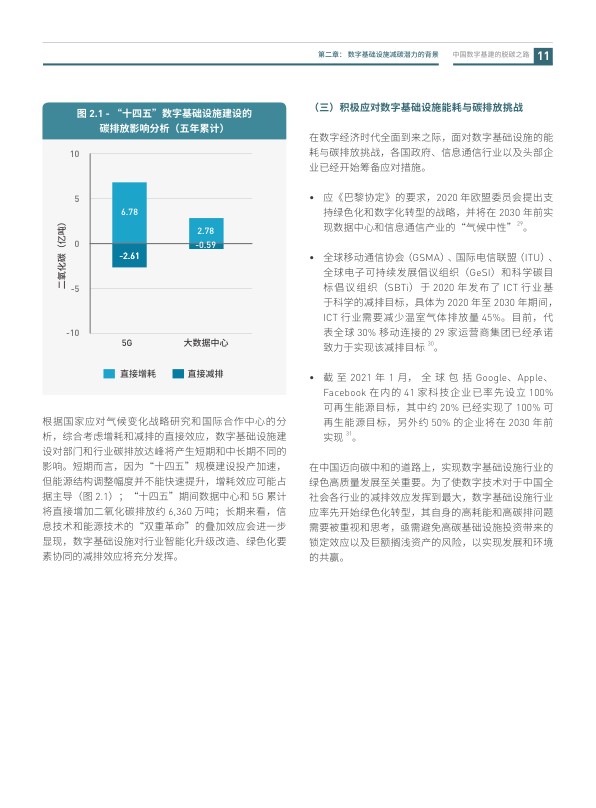 第二章： 数字基础设施减碳潜力的背景
中国数字基建的脱碳之路
11
图 2.1 - “十四五”数字基础设施建设的
碳排放影响分析（五年累计）
10
5
0
-5
-10
二氧化碳（亿吨）
6.78
-2.61
2.78
-0.59
5G
大数据中心
直接增耗
直接减排
根据国家应对气候变化战略研究和国际合作中心的分
析，综合考虑增耗和减排的直接效应，数字基础设施建
设对部门和行业碳排放达峰将产生短期和中长期不同的
影响。短期而言，因为“十四五”规模建设投产加速，
但能源结构调整幅度并不能快速提升，增耗效应可能占
据主导（图 2.1）；“十四五”期间数据中心和 5G 累计
将直接增加二氧化碳排放约 6,360 万吨；长期来看，信
息技术和能源技术的“双重革命”的叠加效应会进一步
显现，数字基础设施对行业智能化升级改造、绿色化要
素协同的减排效应将充分发挥。
（三）积极应对数字基础设施能耗与碳排放挑战
在数字经济时代全面到来之际，面对数字基础设施的能
耗与碳排放挑战，各国政府、信息通信行业以及头部企
业已经开始筹备应对措施。
• 应《巴黎协定》的要求，2020 年欧盟委员会提出支
持绿色化和数字化转型的战略，并将在 2030 年前实
现数据中心和信息通信产业的“气候中性” 29。
• 全球移动通信协会（GSMA）、国际电信联盟（ITU）、
全球电子可持续发展倡议组织（GeSI）和科学碳目
标倡议组织（SBTi）于 2020 年发布了 ICT 行业基
于科学的减排目标，具体为 2020 年至 2030 年期间，
ICT 行业需要减少温室气体排放量 45%。目前，代
表全球 30% 移动连接的 29 家运营商集团已经承诺
致力于实现该减排目标 30。
• 截 至 2021 年 1 月， 全 球 包 括 Google、Apple、
Facebook 在内的 41 家科技企业已率先设立 100%
可再生能源目标，其中约 20% 已经实现了 100% 可
再生能源目标，另外约 50% 的企业将在 2030 年前
实现 31。
在中国迈向碳中和的道路上，实现数字基础设施行业的
绿色高质量发展至关重要。为了使数字技术对于中国全
社会各行业的减排效应发挥到最大，数字基础设施行业
应率先开始绿色化转型，其自身的高耗能和高碳排问题
需要被重视和思考，亟需避免高碳基础设施投资带来的
锁定效应以及巨额搁浅资产的风险，以实现发展和环境
的共赢。